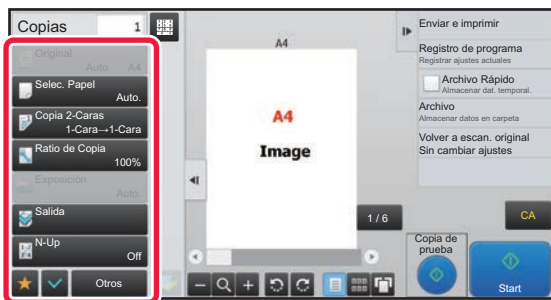 Copias
1
Original
Auto. A4
Selec. Papel
Auto.
Copia 2-Caras
1-Cara→1-Cara
Ratio de Copia
100%
Exposición
Auto.
Salida
N-Up
Off
Otros
A4
A4
Image
1 / 6
Enviar e imprimir
Registro de programa
Registrar ajustes actuales
Archivo Rápido
Almacenar dat. temporal.
Archivo
Almacenar datos en carpeta
Volver a escan. original
Sin cambiar ajustes
CA
Copia de
prueba
Start